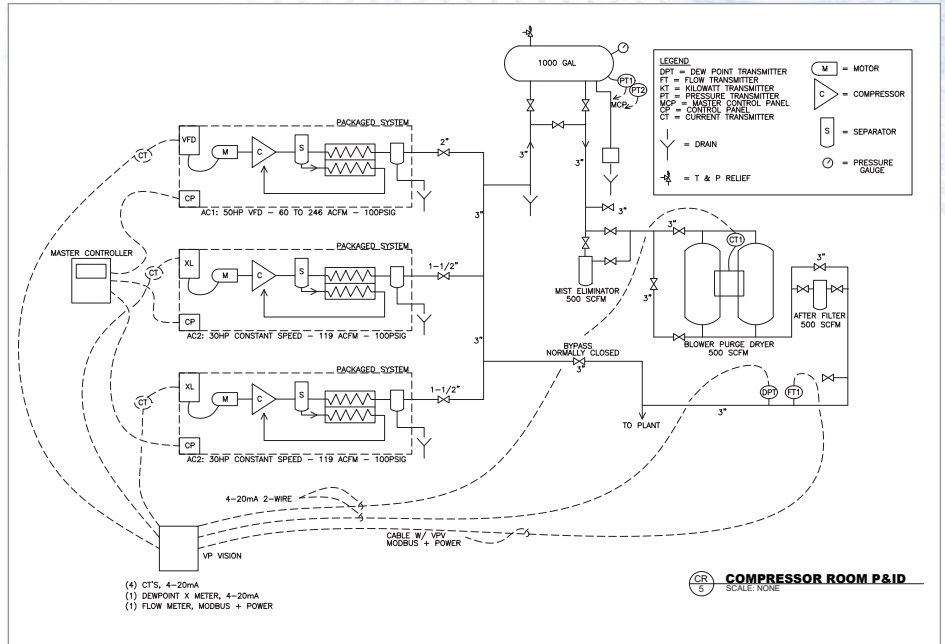 1000 GAL
PT1
PT2
MCP
3"
3"
3"
LEGEND
DPT = DEW POINT TRANSMITTER
FT = FLOW TRANSMITTER
KT = KILOWATT TRANSMITTER
PT = PRESSURE TRANSMITTER
MCP = MASTER CONTROL PANEL
CP = CONTROL PANEL
CT = CURRENT TRANSMITTER
= DRAIN
= T & P RELIEF
M = MOTOR
C = COMPRESSOR
S = SEPARATOR
= PRESSURE
GAUGE
PACKAGED SYSTEM
VFD
CT
M
C
S
2"
CP
AC1: 50HP VFD – 60 TO 246 ACFM – 100PSIG
3"
3"
MASTER CONTROLLER
PACKAGED SYSTEM
CT
XL
M
C
S
1-1/2"
CP
AC2: 30HP CONSTANT SPEED – 119 ACFM – 100PSIG
3"
CT1
MIST ELIMINATOR
500 SCFM
3"
BLOWER PURGE DRYER
500 SCFM
3"
AFTER FILTER
500 SCFM
BYPASS
NORMALLY CLOSED
3"
PACKAGED SYSTEM
CT
XL
M
C
S
1-1/2"
CP
AC2: 30HP CONSTANT SPEED – 119 ACFM – 100PSIG
DPT
FT1
3"
TO PLANT
4-20mA 2-WIRE
CABLE W/ VPV
MODBUS + POWER
VP VISION
(4) CT'S, 4-20mA
(1) DEWPOINT X METER, 4-20mA
(1) FLOW METER, MODBUS + POWER
CR
5
COMPRESSOR ROOM P&ID
SCALE: NONE